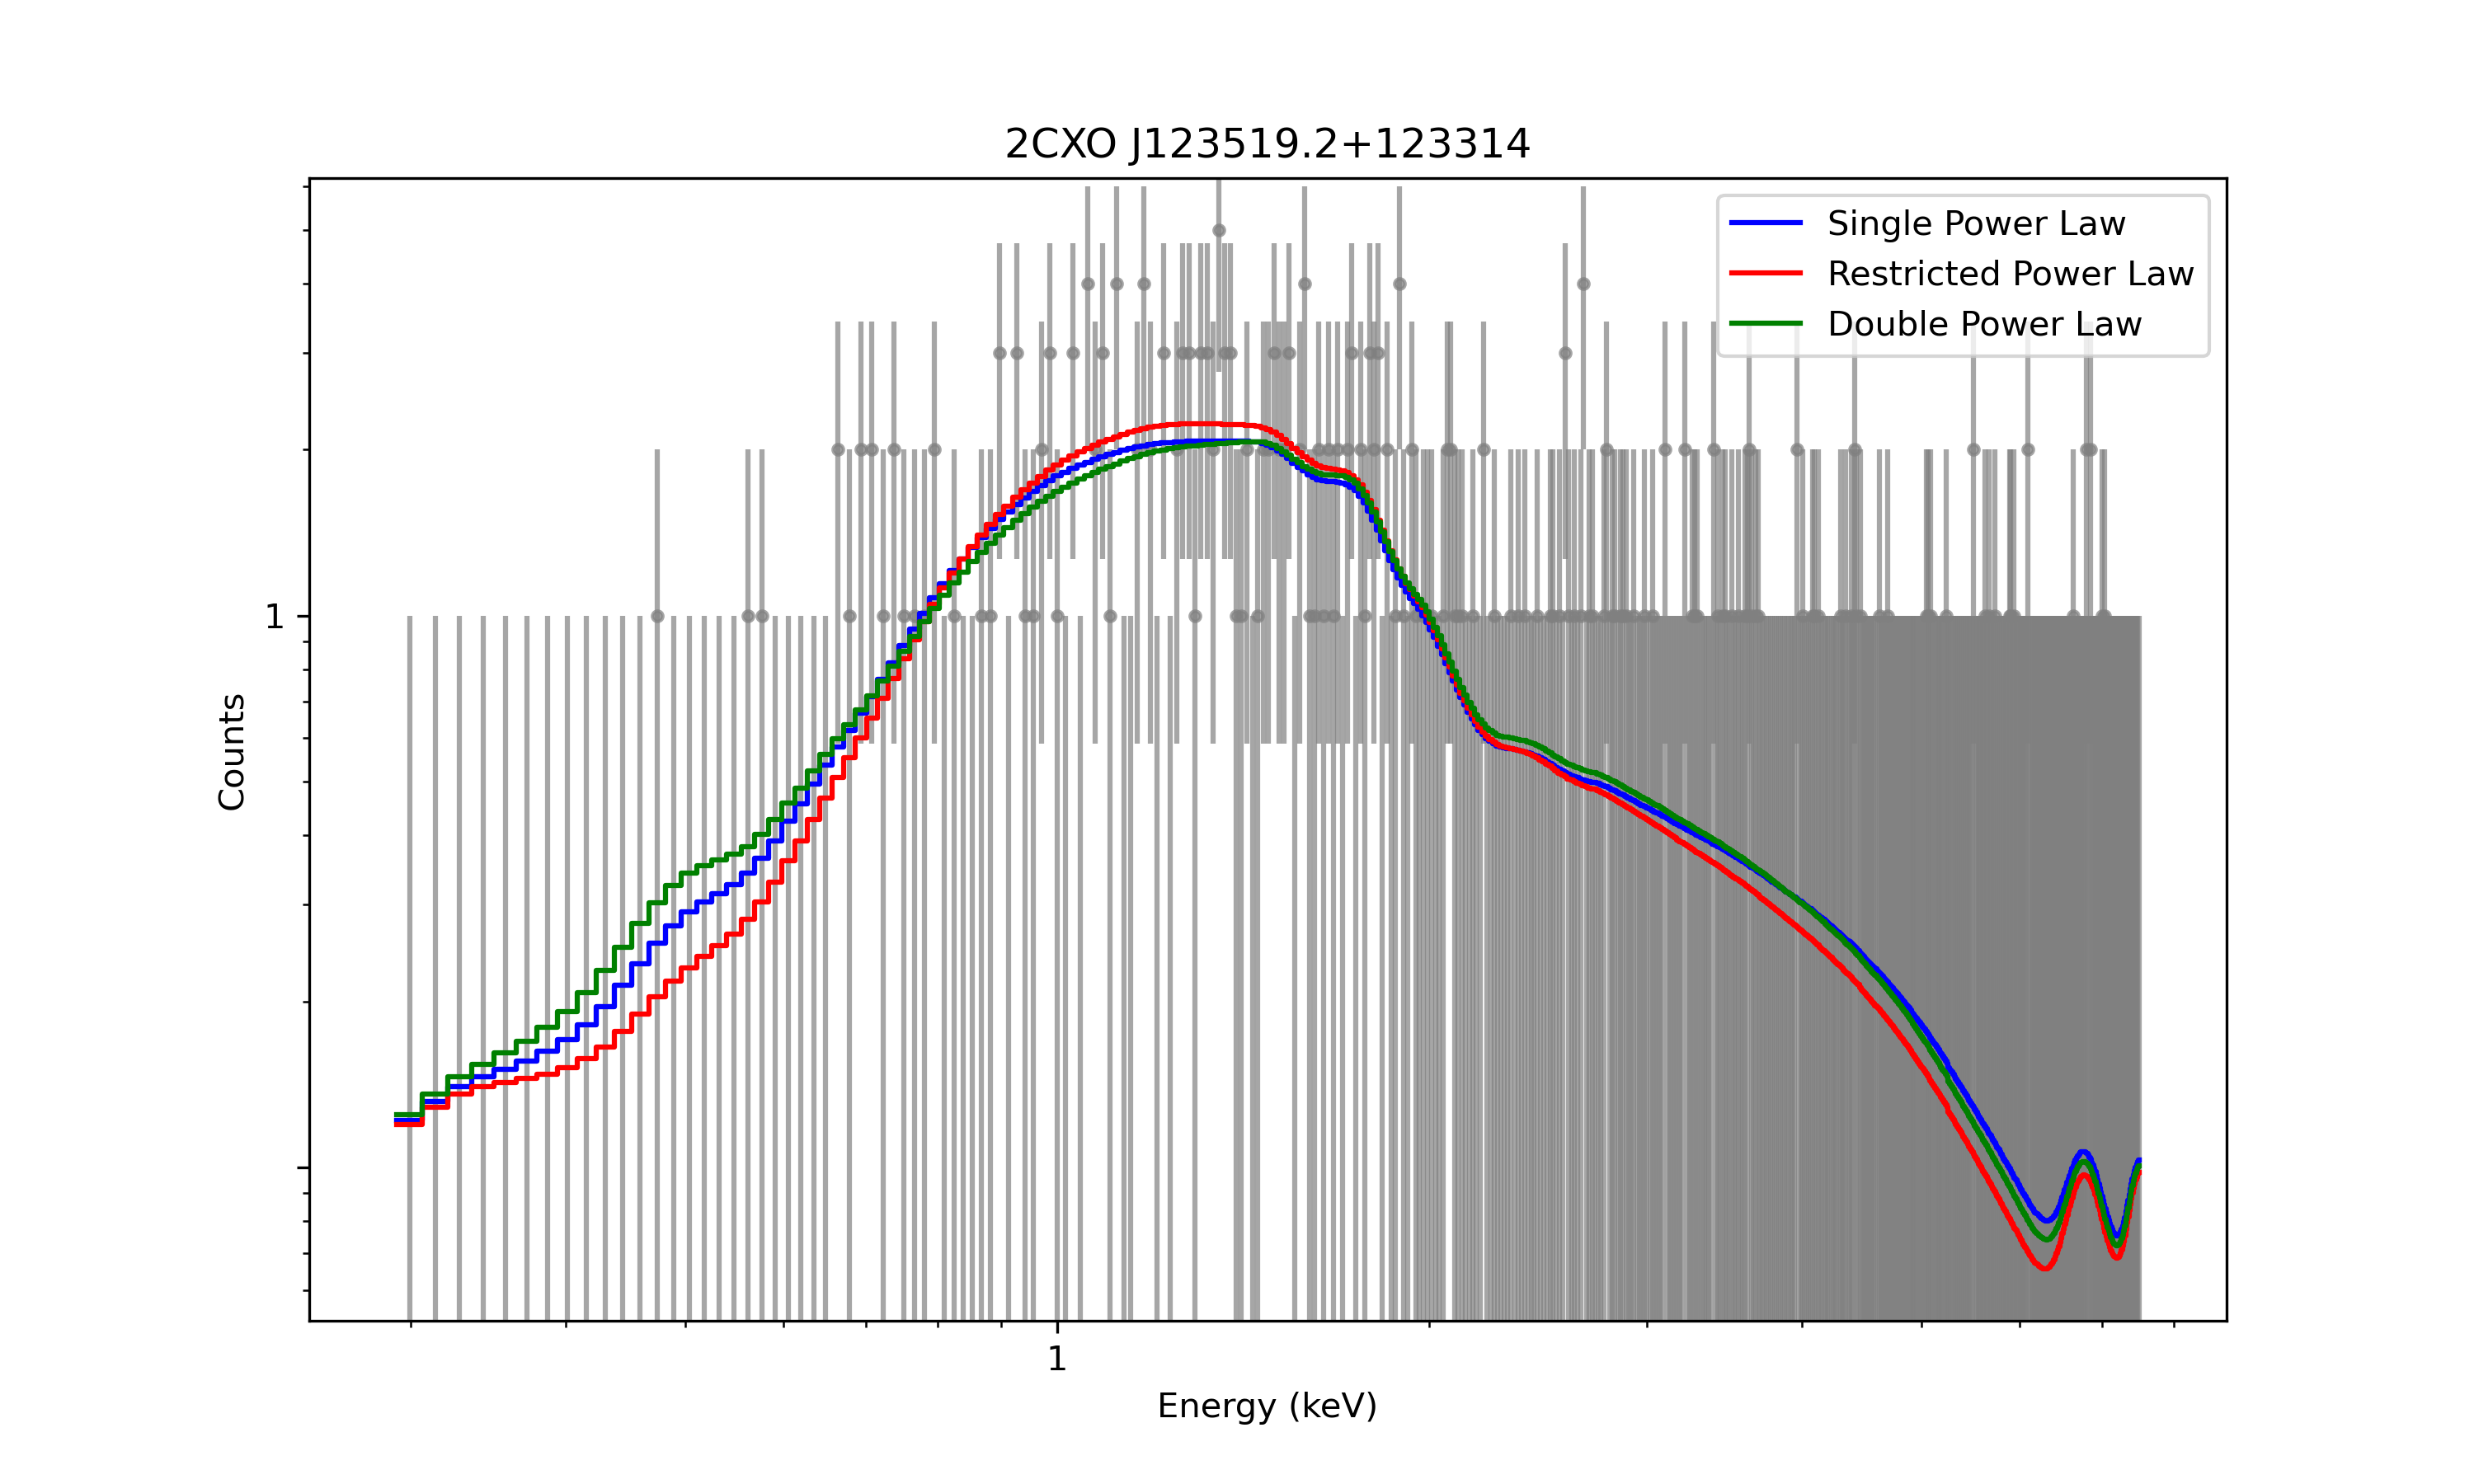 2CXO J123519.2+123314
Single Power Law
Restricted Power Law
Double Power Law
1
Counts
1
Energy (keV)